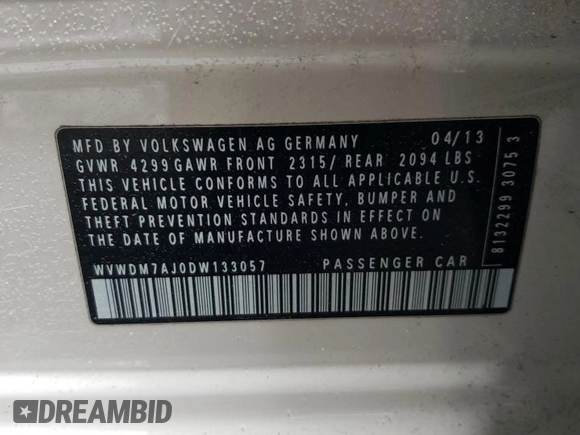 MFD BY VOLKSWAGEN AG GERMANY 04/13
GVWR 4299 GAWR FRONT 2315/ REAR 2094 LBS
THIS VEHICLE CONFORMS TO ALL APPLICABLE U.S.
FEDERAL MOTOR VEHICLE SAFETY, BUMPER AND
THEFT PREVENTION STANDARDS IN EFFECT ON THE
DATE OF MANUFACTURE SHOWN ABOVE.
WVWDM7AJ0DW133057 PASSENGER CAR
8132299 3075 3
DREAMBID